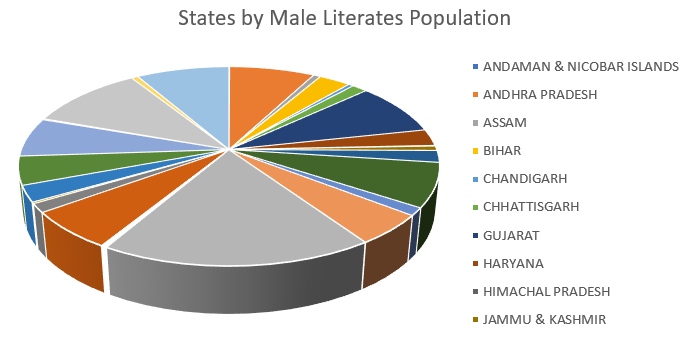 States by Male Literates Population
ANDAMAN & NICOBAR ISLANDS
ANDHRA PRADESH
ASSAM
BIHAR
CHANDIGARH
CHHATTISGARH
GUJARAT
HARYANA
HIMACHAL PRADESH
JAMMU & KASHMIR